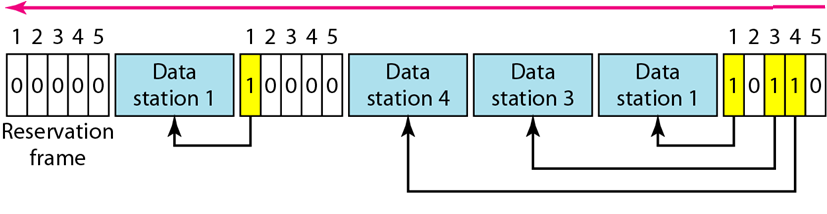 1 2 3 4 5
0 0 0 0 0
Reservation
frame
Data
station 1
1 2 3 4 5
1 0 0 0 0
Data
station 4
Data
station 3
Data
station 1
1 2 3 4 5
1 0 1 1 0